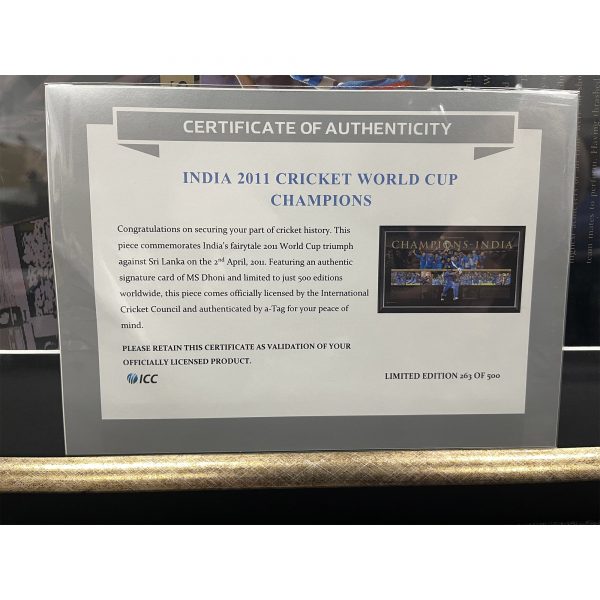 CERTIFICATE OF AUTHENTICITY
INDIA 2011 CRICKET WORLD CUP
CHAMPIONS
Congratulations on securing your part of cricket history. This
piece commemorates India's fairytale 2011 World Cup triumph
against Sri Lanka on the 2nd April, 2011. Featuring an authentic
signature card of MS Dhoni and limited to just 500 editions
worldwide, this piece comes officially licensed by the International
Cricket Council and authenticated by a-Tag for your peace of
mind.
CHAMPIONS-INDIA
PLEASE RETAIN THIS CERTIFICATE AS VALIDATION OF YOUR
OFFICIALLY LICENSED PRODUCT.
ICC
LIMITED EDITION 263 OF 500